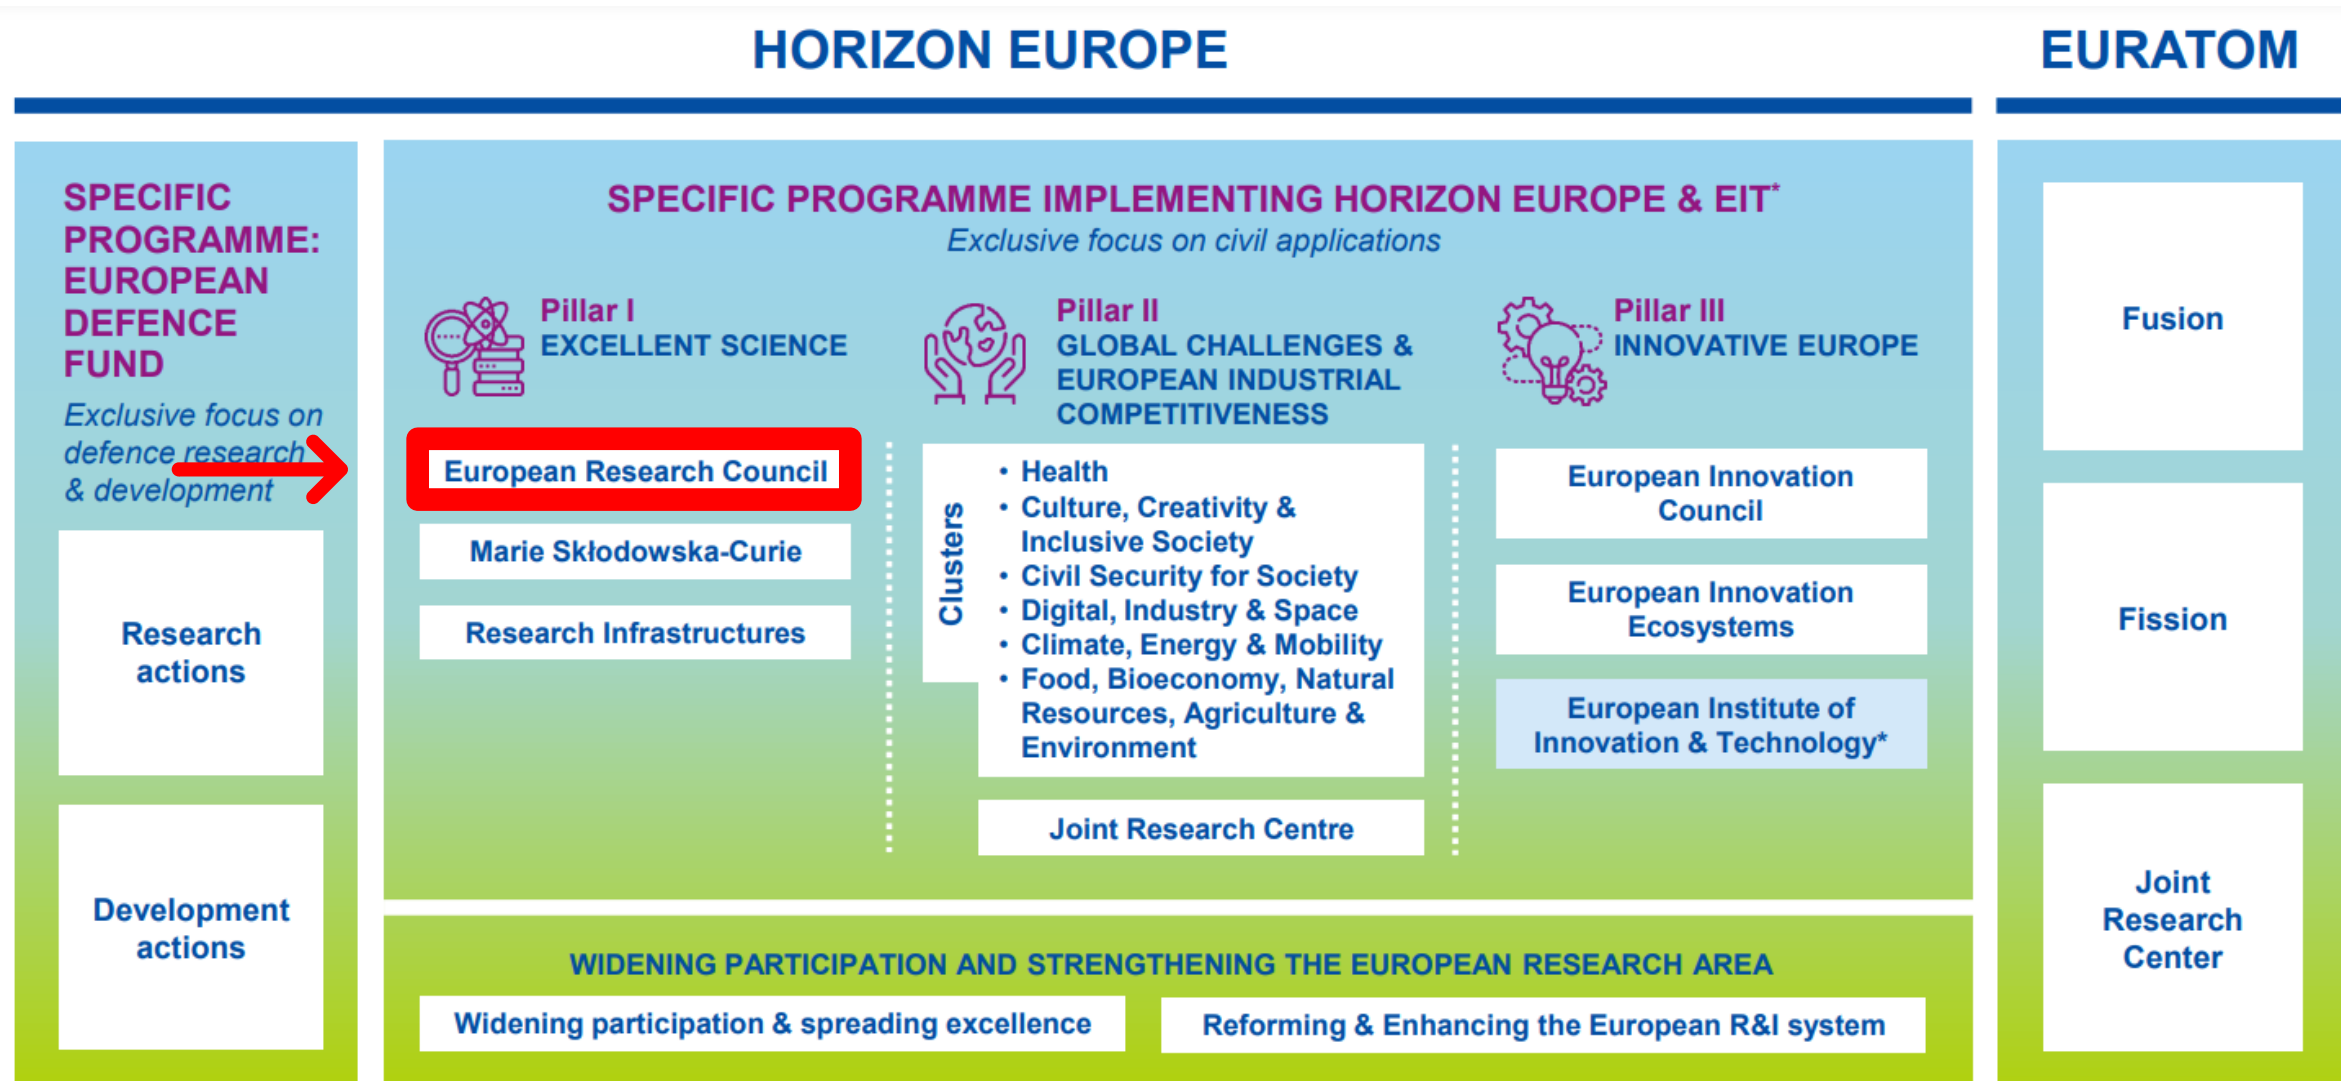 HORIZON EUROPE
EURATOM
SPECIFIC
PROGRAMME:
EUROPEAN
DEFENCE
FUND
Exclusive focus on
defence research
& development
Research
actions
Development
actions
SPECIFIC PROGRAMME IMPLEMENTING HORIZON EUROPE & EIT*
Exclusive focus on civil applications
Pillar I
EXCELLENT SCIENCE
European Research Council
Marie Skłodowska-Curie
Research Infrastructures
Pillar II
GLOBAL CHALLENGES &
EUROPEAN INDUSTRIAL
COMPETITIVENESS
Clusters
• Health
• Culture, Creativity &
Inclusive Society
• Civil Security for Society
• Digital, Industry & Space
• Climate, Energy & Mobility
• Food, Bioeconomy, Natural
Resources, Agriculture &
Environment
Joint Research Centre
Pillar III
INNOVATIVE EUROPE
European Innovation
Council
European Innovation
Ecosystems
European Institute of
Innovation & Technology*
WIDENING PARTICIPATION AND STRENGTHENING THE EUROPEAN RESEARCH AREA
Widening participation & spreading excellence
Reforming & Enhancing the European R&I system
Fusion
Fission
Joint
Research
Center